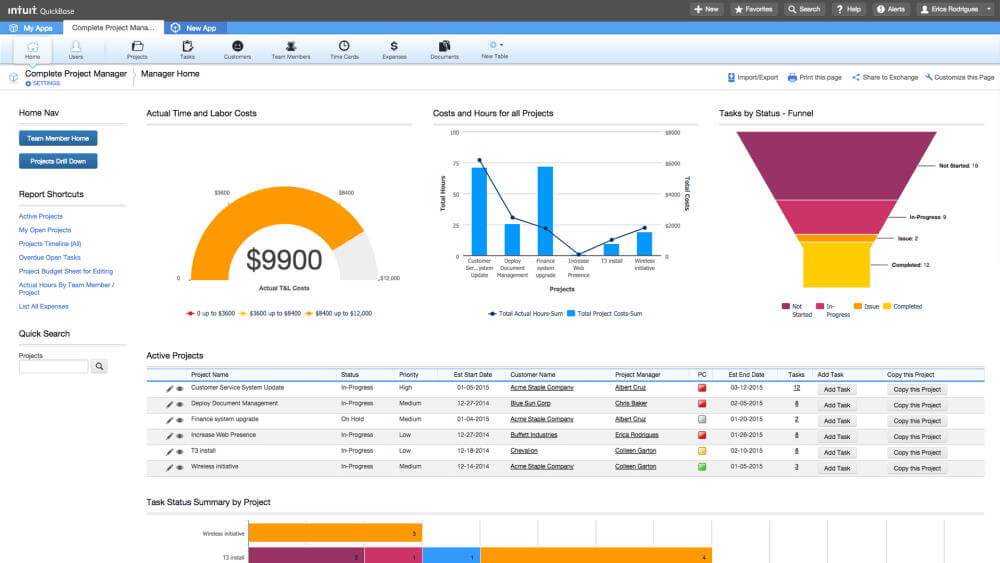 intuit QuickBase
New
Favorites
Search
Help
Alerts
Erica Rodrigues
My Apps
Complete Project Mana...
New App
Home
Users
Projects
Tasks
Customers
Team Members
Time Cards
Expenses
Documents
New Table
Complete Project Manager
SETTINGS
Manager Home
Import/Export
Print this page
Share to Exchange
Customize this Page
Home Nav
Team Member Home
Projects Drill Down
Report Shortcuts
Active Projects
My Open Projects
Projects Timeline (All)
Overdue Open Tasks
Project Budget Sheet for Editing
Actual Hours By Team Member /
Project
List All Expenses
Quick Search
Projects
Actual Time and Labor Costs
$3600
$8400
$9900
0
$12,000
Actual T&L Costs
0 up to $3600
$3600 up to $8400
$8400 up to $12,000
Costs and Hours for all Projects
100
75
50
25
0
Total Hours
$8000
$6000
$4000
$2000
0
Total Costs
Customer
Ser...ystem
Update
Deploy
Document
Management
Finance
system
upgrade
Increase
Web
Presence
T3 install
Wireless
initiative
Projects
Total Actual Hours-Sum
Total Project Costs-Sum
Tasks by Status - Funnel
Not Started: 10
In-Progress: 9
Issue: 2
Completed: 12
Not
Started
In-
Progress
Issue
Completed
Active Projects
Project Name Status Priority Est Start Date Customer Name Project Manager PC Est End Date Tasks Add Task Copy this Project
Customer Service System Update In-Progress High 01-05-2015 Acme Staple Company Albert Cruz 03-12-2015 12 Add Task Copy this Project
Deploy Document Management In-Progress Medium 12-27-2014 Blue Sun Corp Chris Baker 02-05-2015 8 Add Task Copy this Project
Finance system upgrade On Hold Medium 01-04-2015 Acme Staple Company Albert Cruz 01-20-2015 2 Add Task Copy this Project
Increase Web Presence In-Progress Low 12-27-2014 Buffett Industries Erica Rodrigues 01-26-2015 8 Add Task Copy this Project
T3 install In-Progress Low 12-18-2014 Chevalion Colleen Garton 02-10-2015 8 Add Task Copy this Project
Wireless initiative In-Progress Medium 12-14-2014 Acme Staple Company Colleen Garton 01-05-2015 3 Add Task Copy this Project
Task Status Summary by Project
Wireless initiative
3
T3 install
2
1
1
4